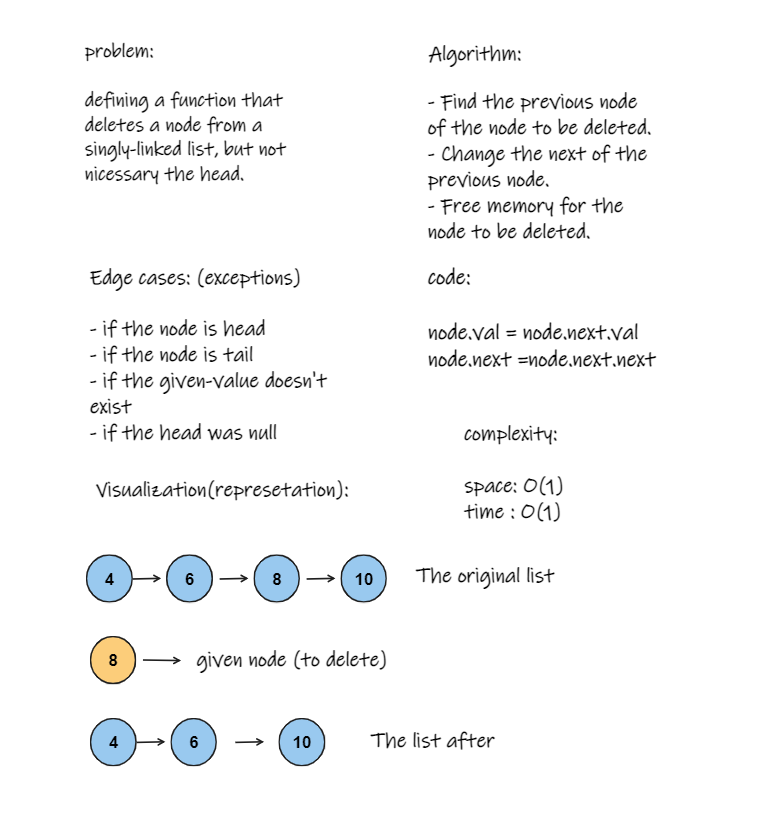 problem:
defining a function that
deletes a node from a
singly-linked list, but not
nicessary the head.
Algorithm:
- Find the previous node
of the node to be deleted.
- Change the next of the
previous node.
- Free memory for the
node to be deleted.
Edge cases: (exceptions)
- if the node is head
- if the node is tail
- if the given-value doesn't
exist
- if the head was null
code:
node.val = node.next.val
node.next =node.next.next
complexity:
space: O(1)
time : O(1)
Visualization(represetation):
4 6 8 10 The original list
8 given node (to delete)
4 6 10 The list after